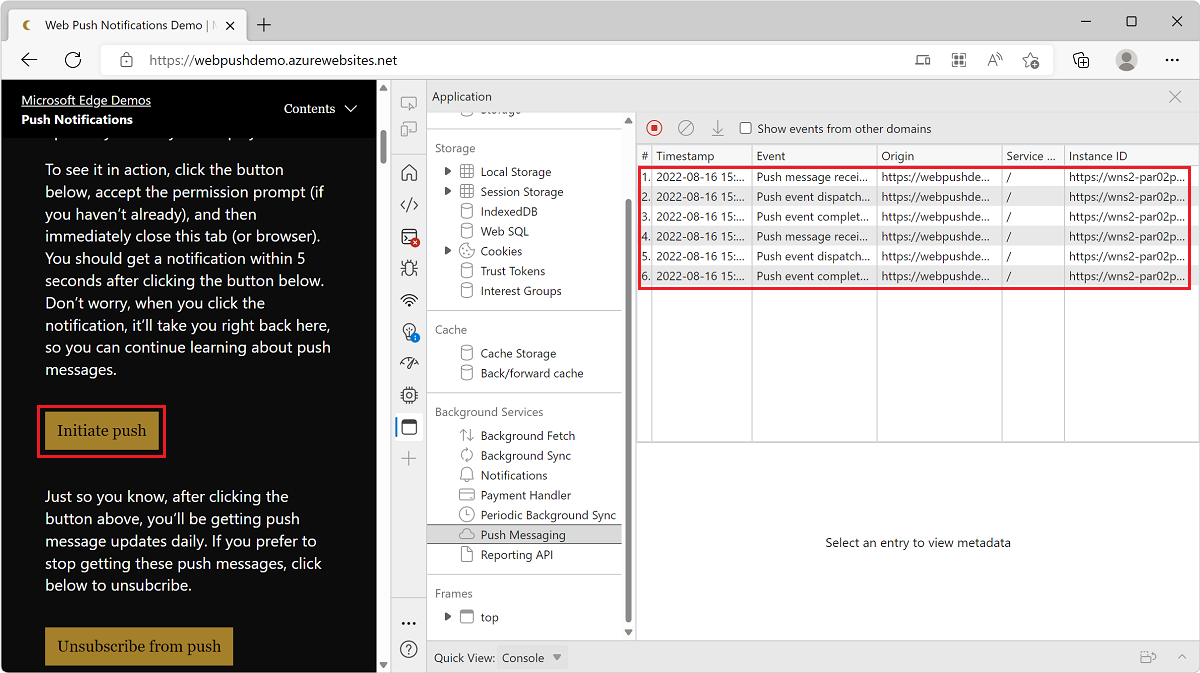 Web Push Notifications Demo |
https://webpushdemo.azurewebsites.net
Microsoft Edge Demos
Push Notifications
Contents
To see it in action, click the button
below, accept the permission prompt (if
you haven't already), and then
immediately close this tab (or browser).
You should get a notification within 5
seconds after clicking the button below.
Don't worry, when you click the
notification, it'll take you right back here,
so you can continue learning about push
messages.
Initiate push
Just so you know, after clicking the
button above, you'll be getting push
message updates daily. If you prefer to
stop getting these push messages, click
below to unsubcribe.
Unsubscribe from push
Application
Storage
Storage
Local Storage
Session Storage
IndexedDB
Web SQL
Cookies
Trust Tokens
Interest Groups
Cache
Cache Storage
Back/forward cache
Background Services
Background Fetch
Background Sync
Notifications
Payment Handler
Periodic Background Sync
Push Messaging
Reporting API
Frames
top
Show events from other domains
# Timestamp Event Origin Service ... Instance ID
1. 2022-08-16 15:... Push message recei... https://webpushde... / https://wns2-par02p...
2. 2022-08-16 15:... Push event dispatch... https://webpushde... / https://wns2-par02p...
3. 2022-08-16 15:... Push event complet... https://webpushde... / https://wns2-par02p...
4. 2022-08-16 15:... Push message recei... https://webpushde... / https://wns2-par02p...
5. 2022-08-16 15:... Push event dispatch... https://webpushde... / https://wns2-par02p...
6. 2022-08-16 15:... Push event complet... https://webpushde... / https://wns2-par02p...
Select an entry to view metadata
Quick View: Console